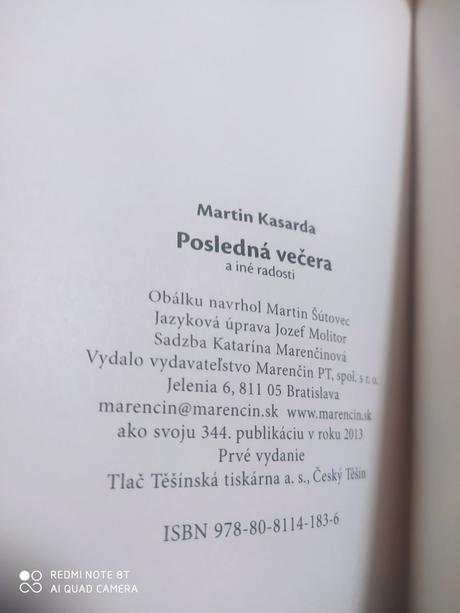 Martin Kasarda
Posledná večera
a iné radosti
Obálku navrhol Martin Šútovec
Jazyková úprava Jozef Molitor
Sadzba Katarína Marenčinová
Vydalo vydavateľstvo Marenčin PT, spol. s r. o.
Jelenia 6, 811 05 Bratislava
marencin@marencin.sk www.marencin.sk
ako svoju 344. publikáciu v roku 2013
Prvé vydanie
Tlač Těšínská tiskárna a. s., Český Těšín
ISBN 978-80-8114-183-6
REDMI NOTE 8T
AI QUAD CAMERA